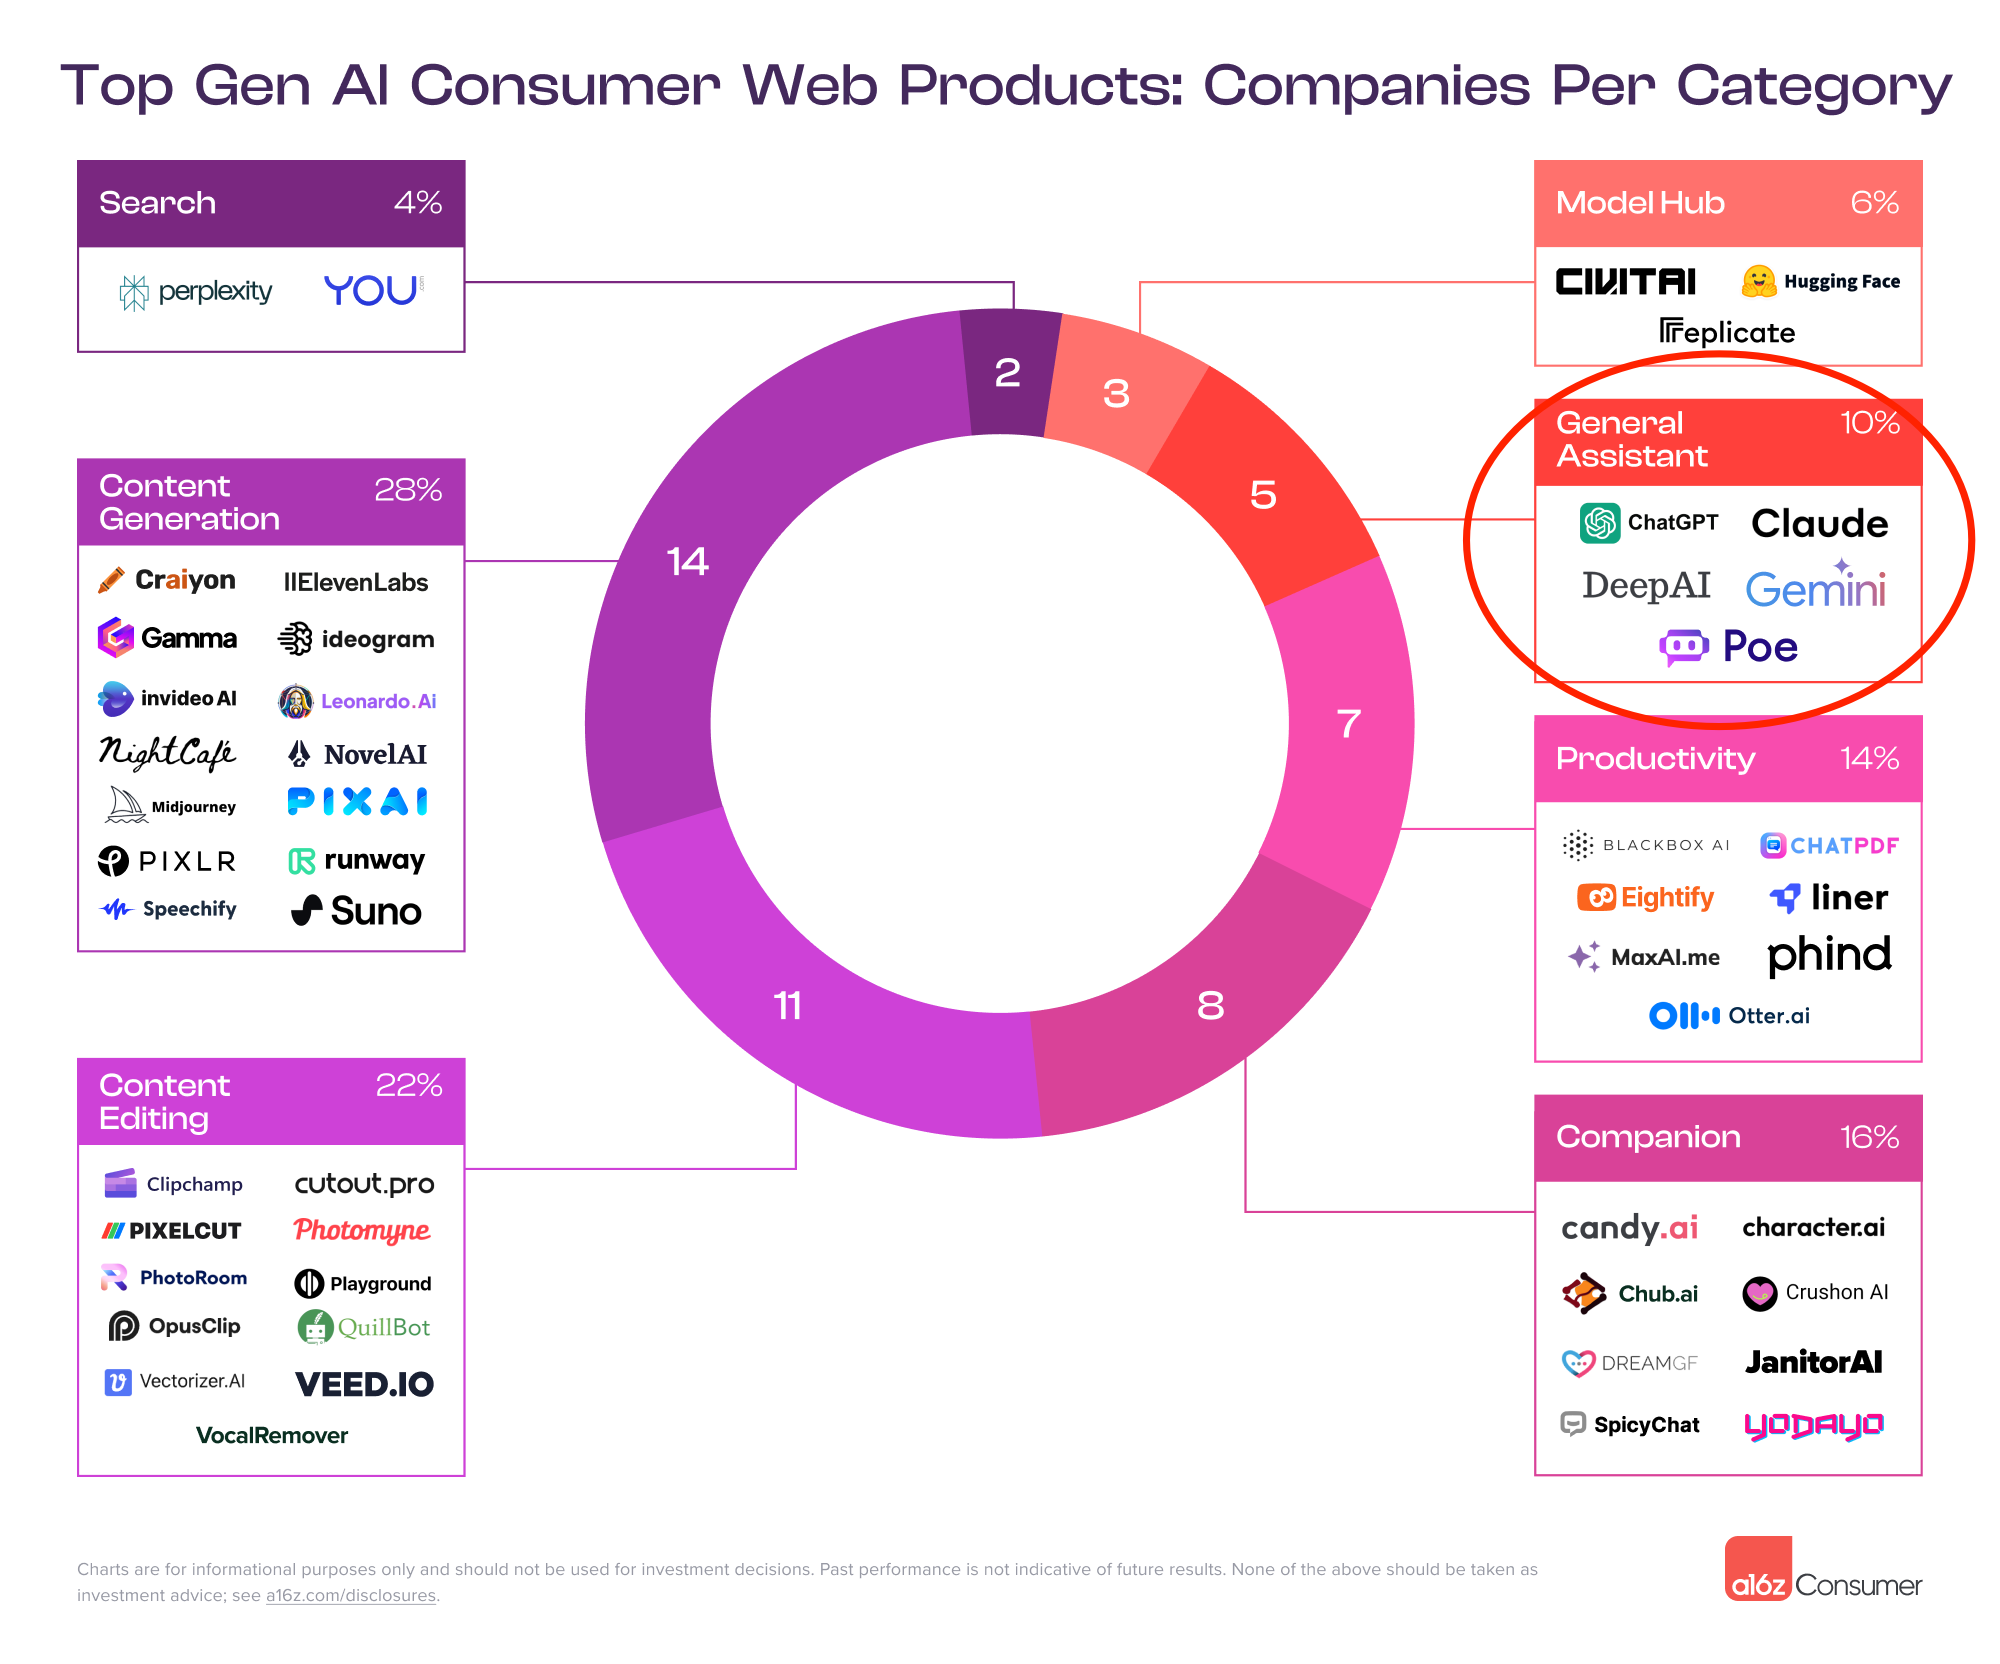 Top Gen AI Consumer Web Products: Companies Per Category
Search 4%
perplexity YOU .com
Content Generation 28%
Craiyon IIElevenLabs
Gamma ideogram
invideo AI Leonardo.Ai
NightCafé NovelAI
Midjourney PIXAI
PIXLR runway
Speechify Suno
Content Editing 22%
Clipchamp cutout.pro
PIXELCUT Photomyne
PhotoRoom Playground
OpusClip QuillBot
Vectorizer.AI VEED.IO
VocalRemover
2
3
5
7
8
11
14
Model Hub 6%
CIVITAI Hugging Face
Replicate
General Assistant 10%
ChatGPT Claude
DeepAI Gemini
Poe
Productivity 14%
BLACKBOX AI CHATPDF
Eightify liner
MaxAI.me phind
Otter.ai
Companion 16%
candy.ai character.ai
Chub.ai Crushon AI
DREAMGF JanitorAI
SpicyChat YODAYO
Charts are for informational purposes only and should not be used for investment decisions. Past performance is not indicative of future results. None of the above should be taken as
investment advice; see a16z.com/disclosures.
a16z Consumer